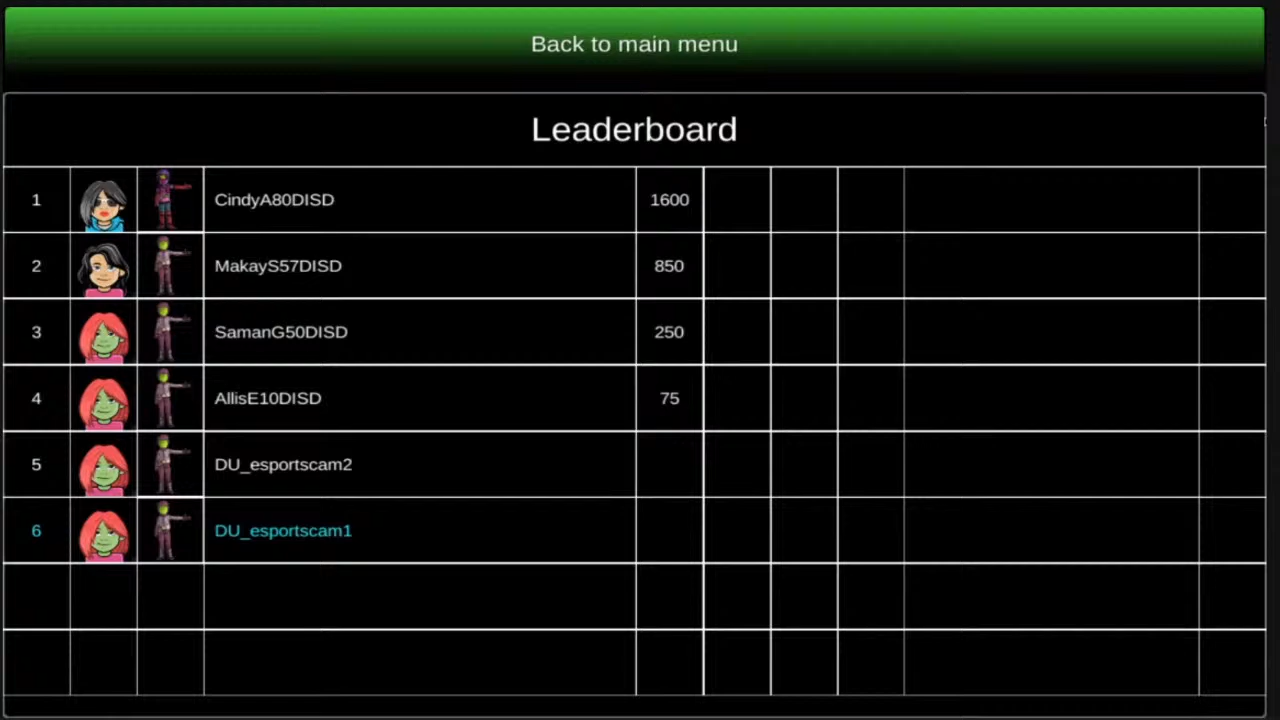 Back to main menu
Leaderboard
1 CindyA80DISD 1600
2 MakayS57DISD 850
3 SamanG50DISD 250
4 AllisE10DISD 75
5 DU_esportscam2
6 DU_esportscam1